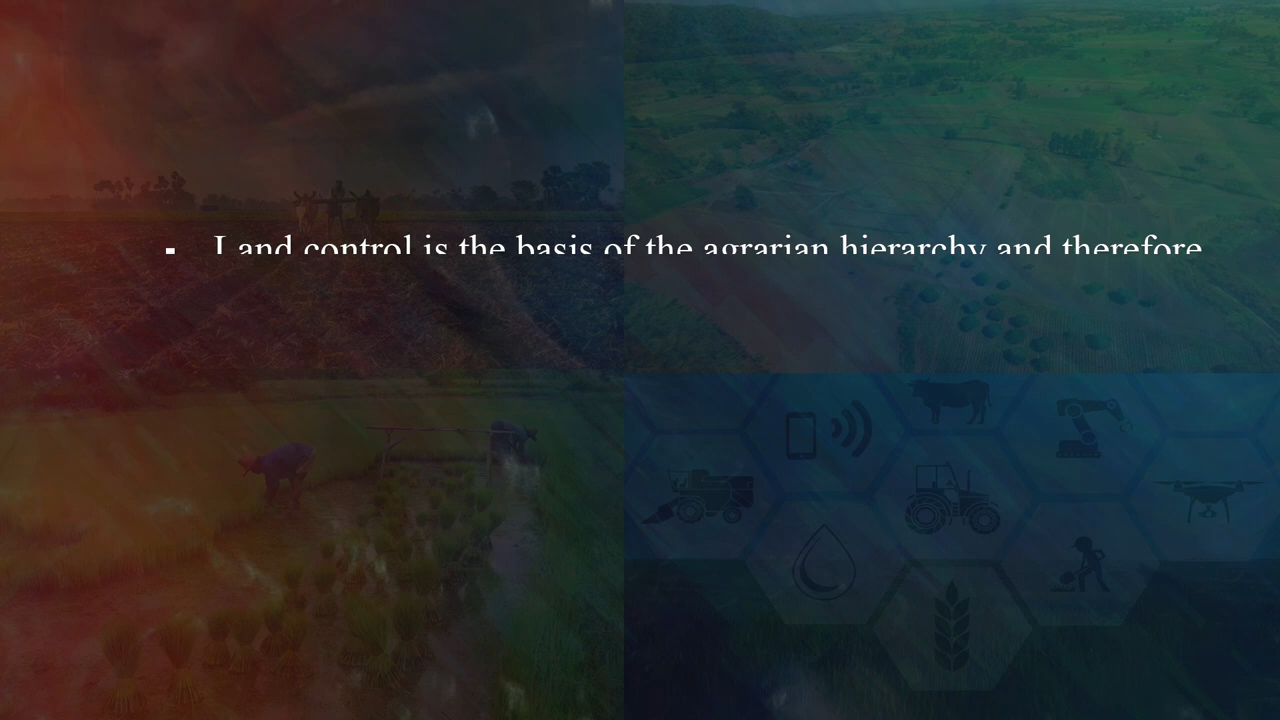 ▪ Land control is the basis of the agrarian hierarchy and therefore